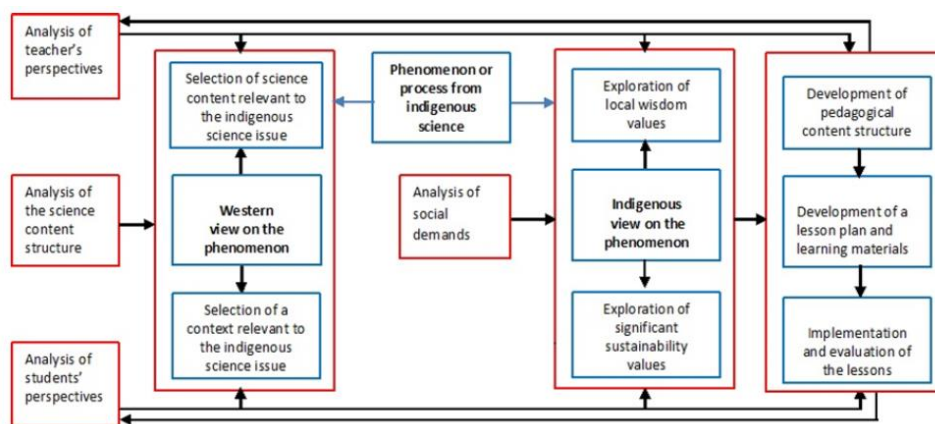 Analysis of
teacher's
perspectives
Selection of science
content relevant to
the indigenous
science issue
Phenomenon or
process from
indigenous
science
Exploration of
local wisdom
values
Development of
pedagogical
content structure
Analysis of
the science
content
structure
Western
view on the
phenomenon
Analysis of
social
demands
Indigenous
view on the
phenomenon
Development of a
lesson plan and
learning materials
Analysis of
students'
perspectives
Selection of a
context relevant to
the indigenous
science issue
Exploration of
significant
sustainability
values
Implementation
and evaluation of
the lessons